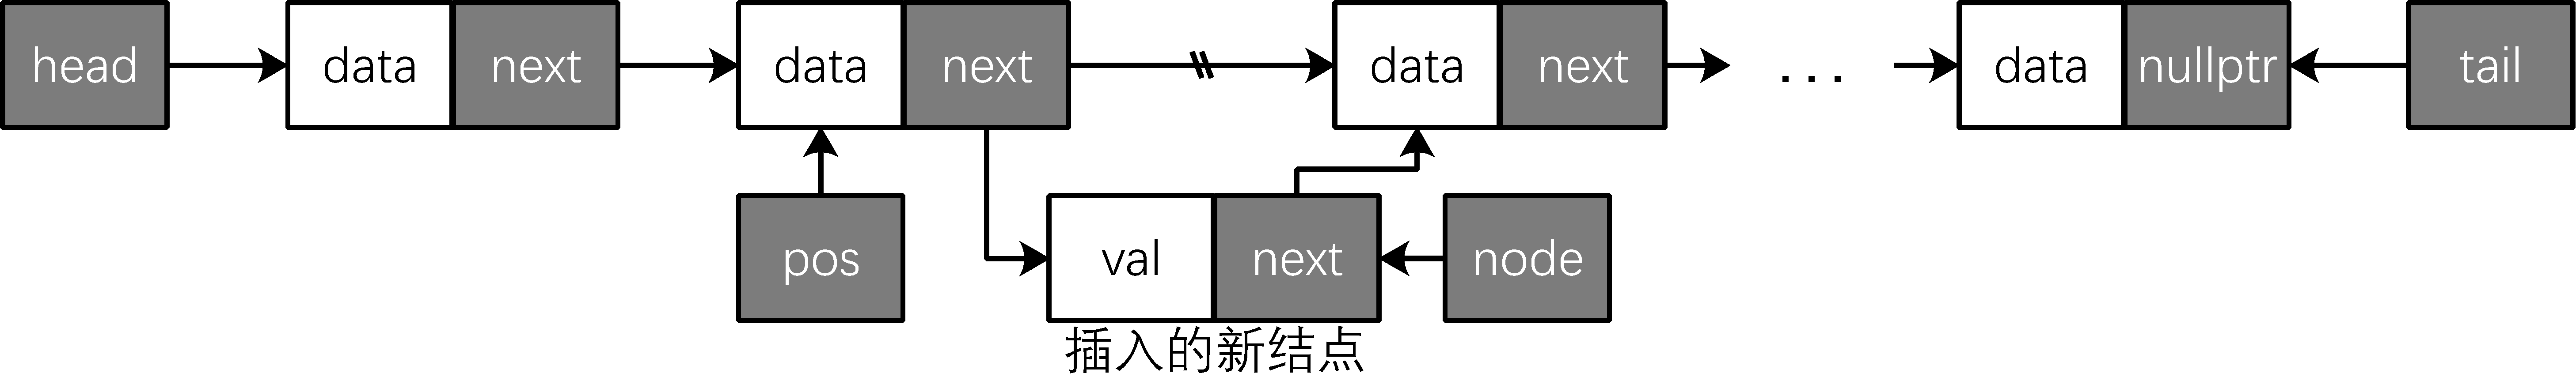 head data next data next data next ... data nullptr tail
pos val next node
插入的新结点